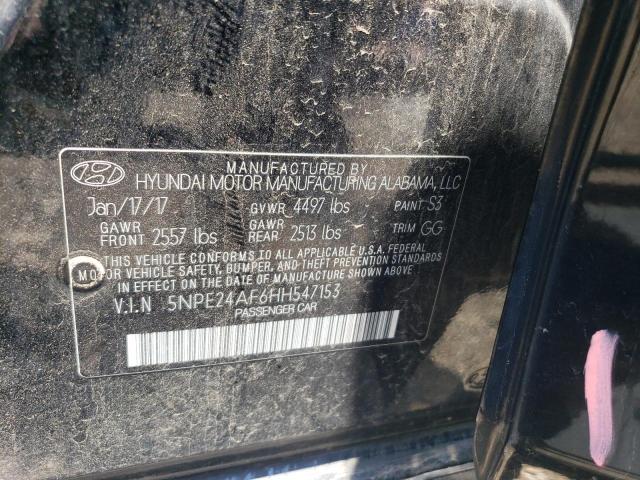 MANUFACTURED BY
HYUNDAI MOTOR MANUFACTURING ALABAMA, LLC
Jan/17/17 GVWR 4497 lbs PAINT S3
GAWR FRONT 2557 lbs GAWR REAR 2513 lbs TRIM GG
THIS VEHICLE CONFORMS TO ALL APPLICABLE U.S.A. FEDERAL
MOTOR VEHICLE SAFETY, BUMPER, AND THEFT PREVENTION STANDARDS
IN EFFECT ON THE DATE OF MANUFACTURE SHOWN ABOVE.
V.I.N 5NPE24AF6HH547153
PASSENGER CAR